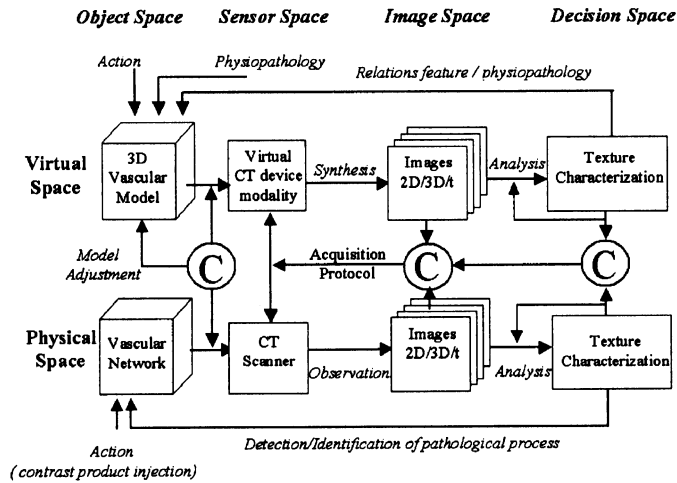 Object Space Sensor Space Image Space Decision Space
Action
Physiopathology
Relations feature / physiopathology
Virtual
Space
3D
Vascular
Model
Virtual
CT device
modality
Synthesis
Images
2D/3D/t
Analysis
Texture
Characterization
Model
Adjustment
C
Acquisition
Protocol
C
C
Physical
Space
Vascular
Network
CT
Scanner
Observation
Images
2D/3D/t
Analysis
Texture
Characterization
Action
( contrast product injection)
Detection/Identification of pathological process